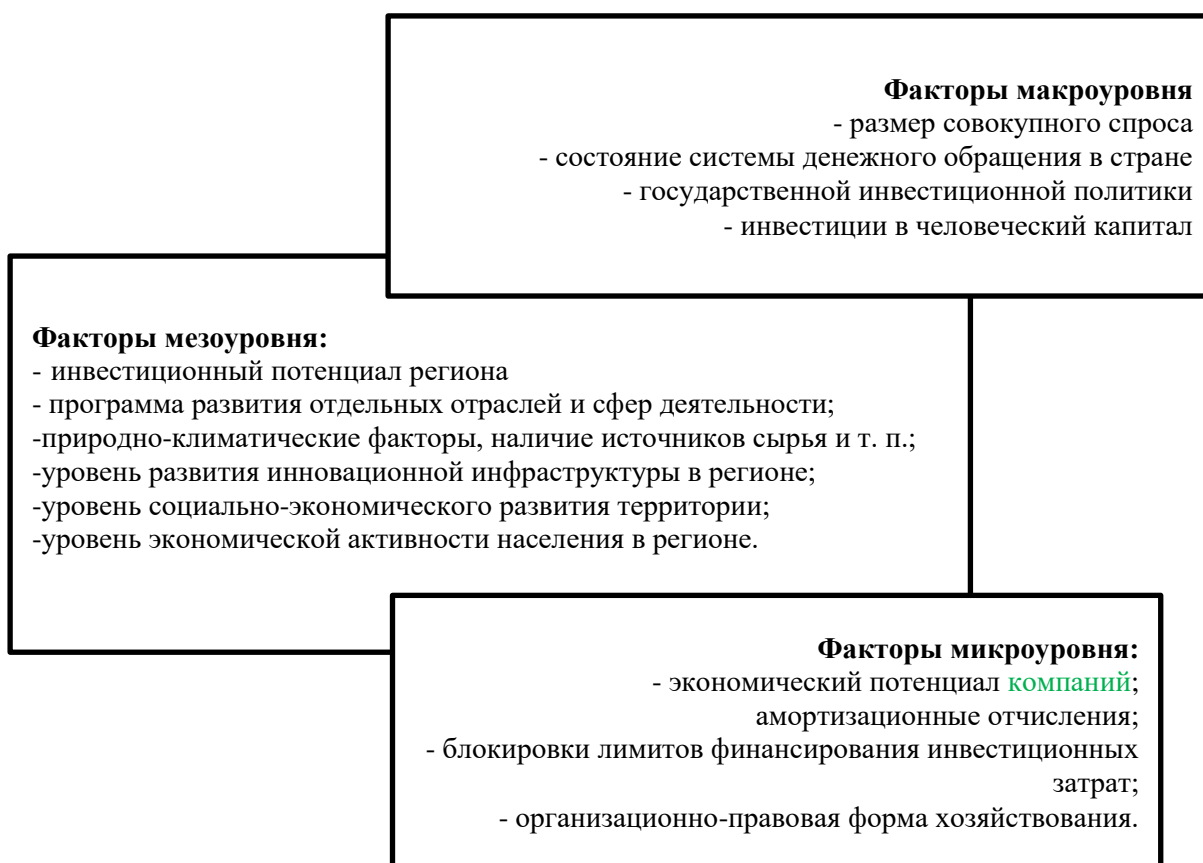 Факторы макроуровня
- размер совокупного спроса
- состояние системы денежного обращения в стране
- государственной инвестиционной политики
- инвестиции в человеческий капитал
Факторы мезоуровня:
- инвестиционный потенциал региона
- программа развития отдельных отраслей и сфер деятельности;
-природно-климатические факторы, наличие источников сырья и т. п.;
-уровень развития инновационной инфраструктуры в регионе;
-уровень социально-экономического развития территории;
-уровень экономической активности населения в регионе.
Факторы микроуровня:
- экономический потенциал компаний;
амортизационные отчисления;
- блокировки лимитов финансирования инвестиционных
затрат;
- организационно-правовая форма хозяйствования.